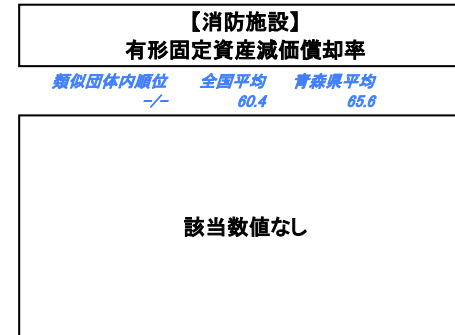 【消防施設】
有形固定資産減価償却率
類似団体内順位 全国平均 青森県平均
-/- 60.4 65.6
該当数値なし